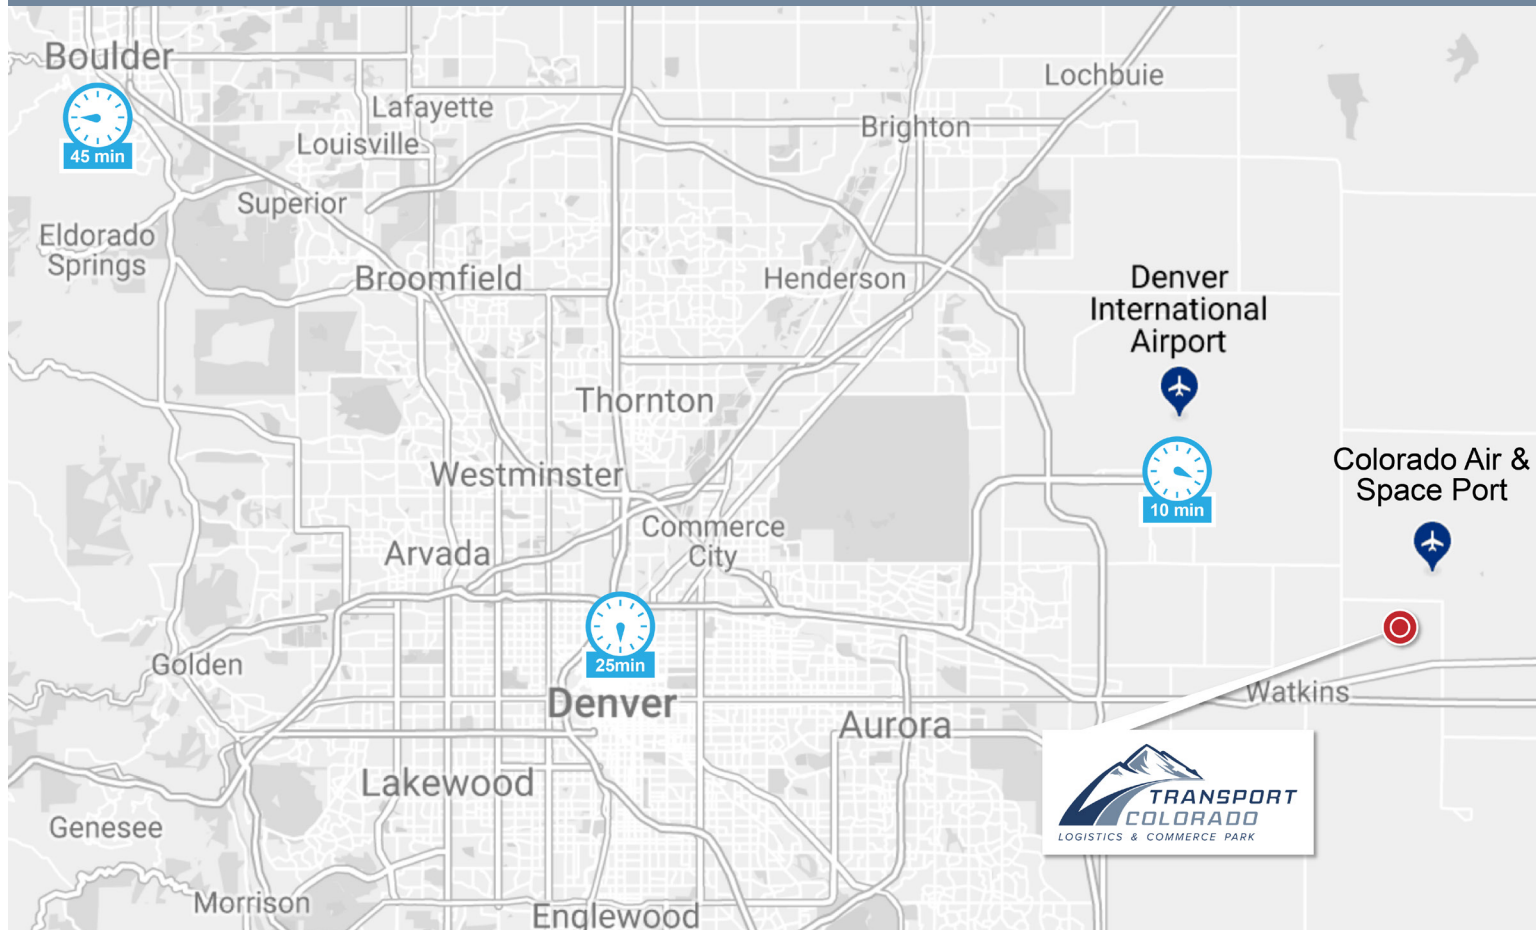 Boulder
45 min
Lafayette
Louisville
Superior
Eldorado
Springs
Broomfield
Lochbuie
Brighton
Henderson
Denver
International
Airport
Thornton
Westminster
Commerce
City
Arvada
10 min
Colorado Air &
Space Port
25min
Golden
Denver
Aurora
Watkins
Lakewood
TRANSPORT
COLORADO
LOGISTICS & COMMERCE PARK
Genesee
Morrison
Englewood